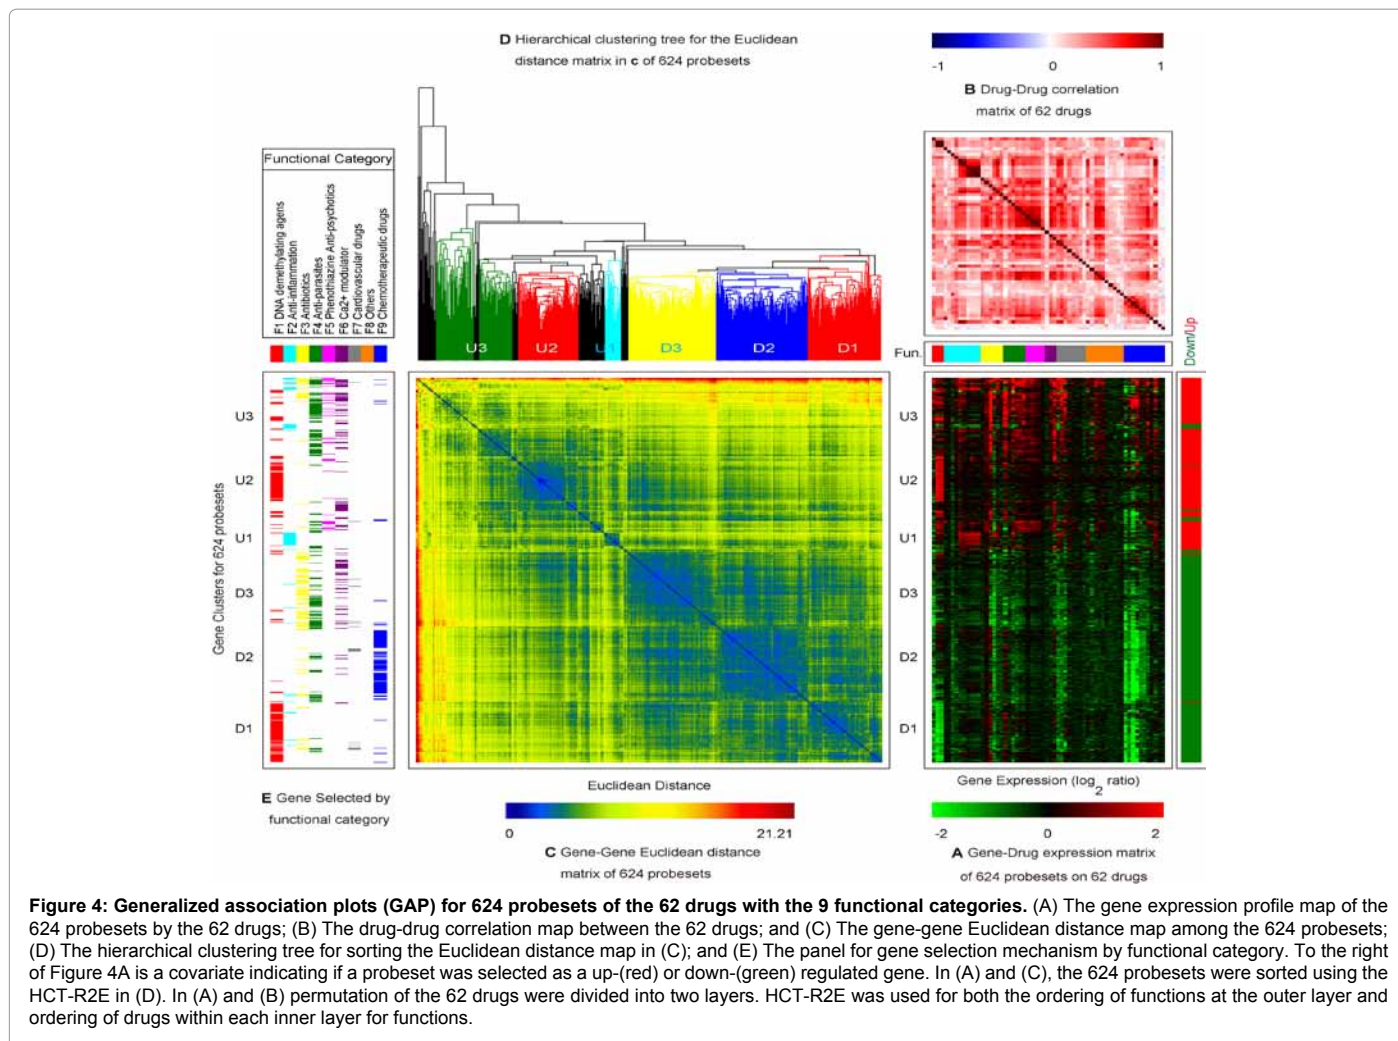 D Hierarchical clustering tree for the Euclidean
distance matrix in c of 624 probesets
-1 0 1
B Drug-Drug correlation
matrix of 62 drugs
Functional Category
F1 DNA demethylating agens
F2 Anti-inflamation
F3 Antibiotics
F4 Anti-parasites
F5 Phenothiazine Anti-psychotics
F6 Ca2+ modulator
F7 Cardiovascular drugs
F8 Others
F9 Chemotherapeutic drugs
U3 U2 U1 D3 D2 D1
Fun.
Down/Up
Gene Clusters for 624 probesets
U3
U2
U1
D3
D2
D1
U3
U2
U1
D3
D2
D1
E Gene Selected by
functional category
Euclidean Distance
0 21.21
C Gene-Gene Euclidean distance
matrix of 624 probesets
Gene Expression (log2 ratio)
-2 0 2
A Gene-Drug expression matrix
of 624 probesets on 62 drugs
Figure 4: Generalized association plots (GAP) for 624 probesets of the 62 drugs with the 9 functional categories. (A) The gene expression profile map of the
624 probesets by the 62 drugs; (B) The drug-drug correlation map between the 62 drugs; and (C) The gene-gene Euclidean distance map among the 624 probesets;
(D) The hierarchical clustering tree for sorting the Euclidean distance map in (C); and (E) The panel for gene selection mechanism by functional category. To the right
of Figure 4A is a covariate indicating if a probeset was selected as a up-(red) or down-(green) regulated gene. In (A) and (C), the 624 probesets were sorted using the
HCT-R2E in (D). In (A) and (B) permutation of the 62 drugs were divided into two layers. HCT-R2E was used for both the ordering of functions at the outer layer and
ordering of drugs within each inner layer for functions.